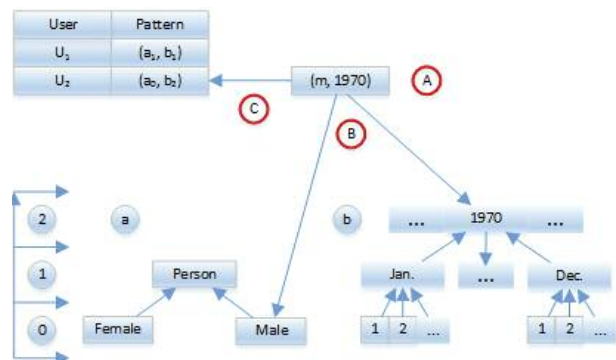 User Pattern
U₁ (a₁, b₁)
U₂ (a₀, b₂)
(m, 1970)
A
C
B
2
a
b
... 1970 ...
1
Person
Jan.
...
Dec.
0
Female
Male
1 2 ...
1 2 ...